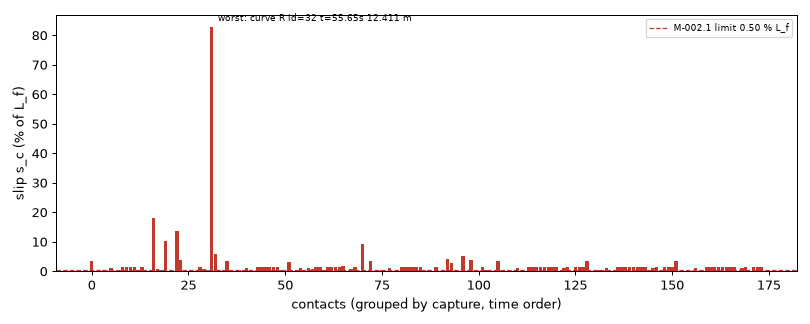 worst: curve R id=32 t=55.65s 12.411 m
M-002.1 limit 0.50 % L_f
slip s_c (% of L_f)
80
70
60
50
40
30
20
10
0
0 25 50 75 100 125 150 175
contacts (grouped by capture, time order)